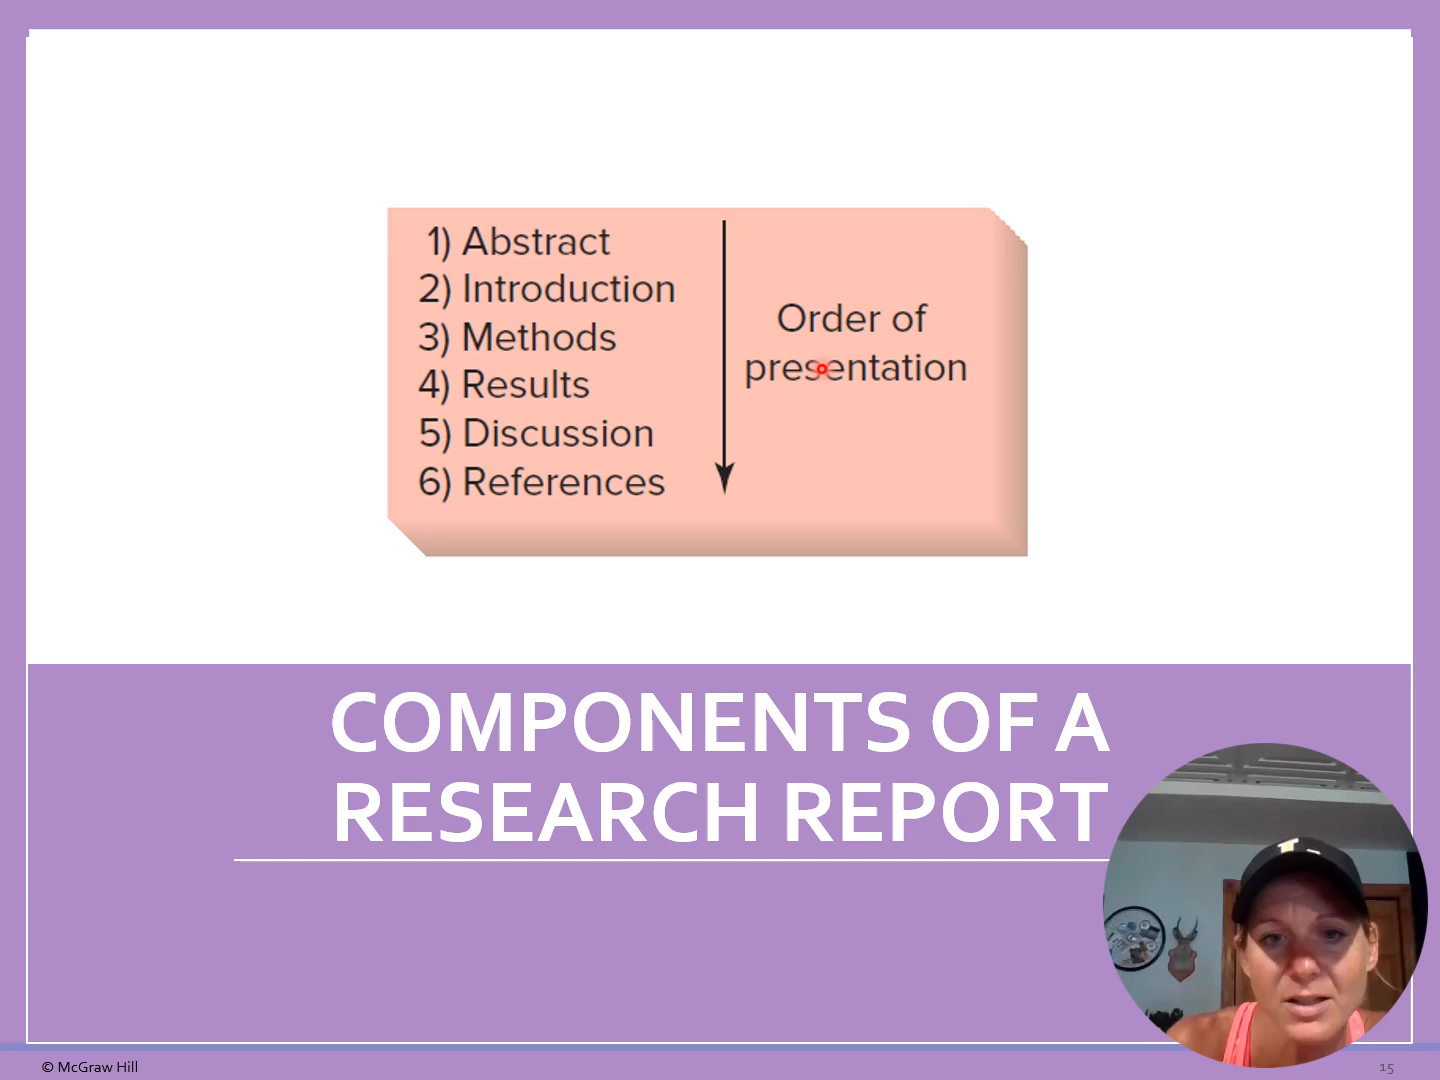 1) Abstract
2) Introduction
3) Methods
4) Results
5) Discussion
6) References
Order of
presentation
COMPONENTS OF A
RESEARCH REPORT
© McGraw Hill
15